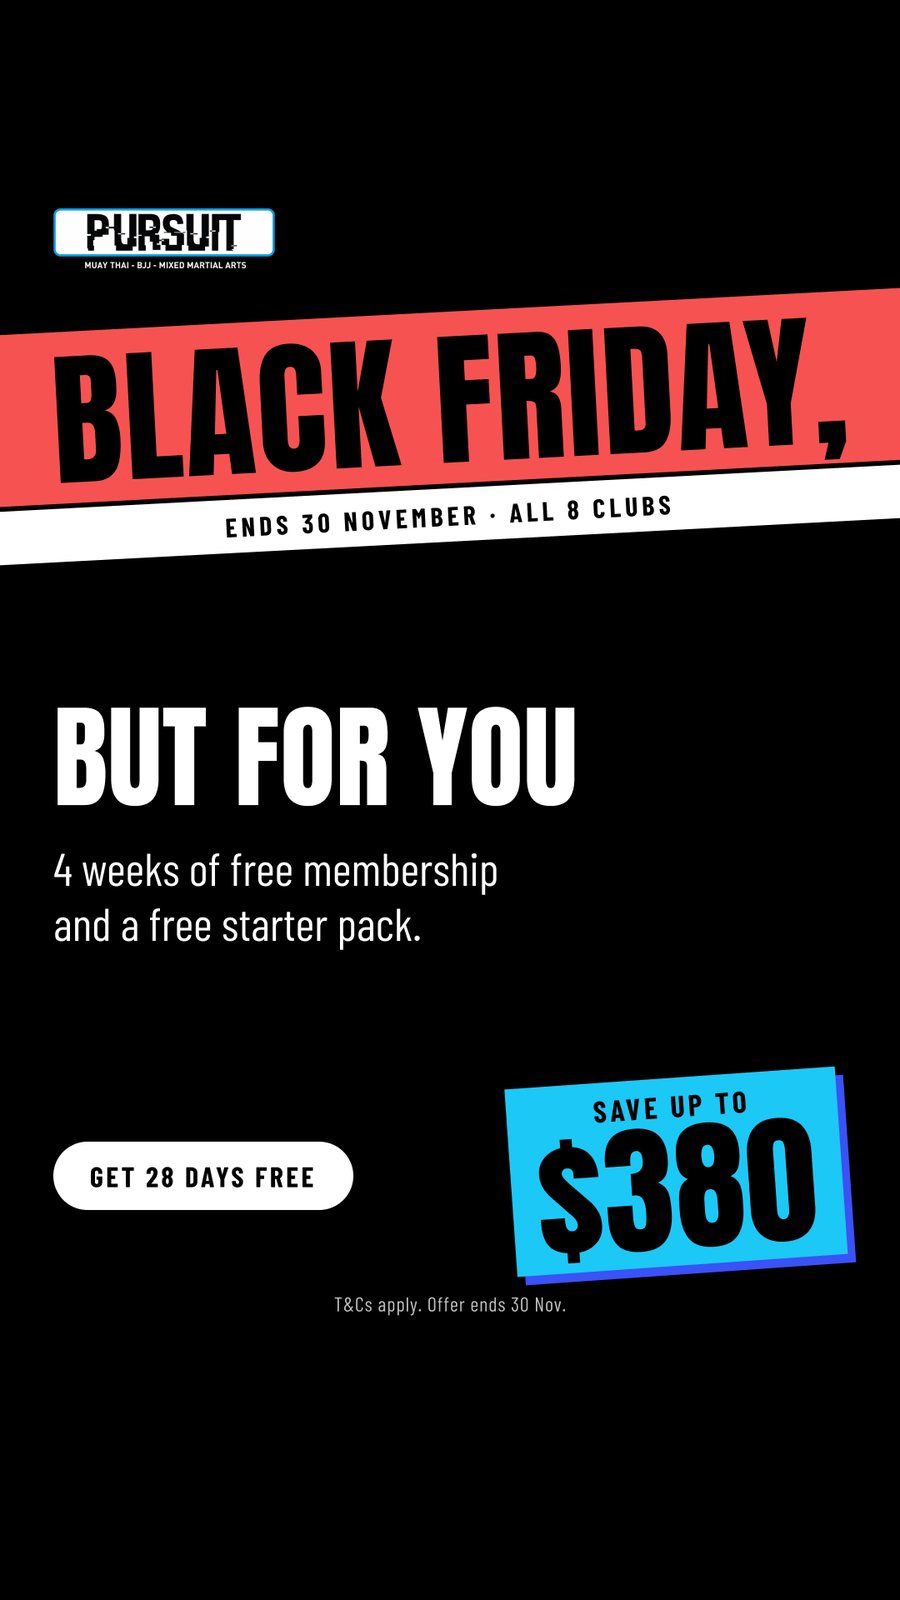 PURSUIT
MUAY THAI - BJJ - MIXED MARTIAL ARTS
BLACK FRIDAY,
ENDS 30 NOVEMBER · ALL 8 CLUBS
BUT FOR YOU
4 weeks of free membership
and a free starter pack.
SAVE UP TO
$380
GET 28 DAYS FREE
T&Cs apply. Offer ends 30 Nov.